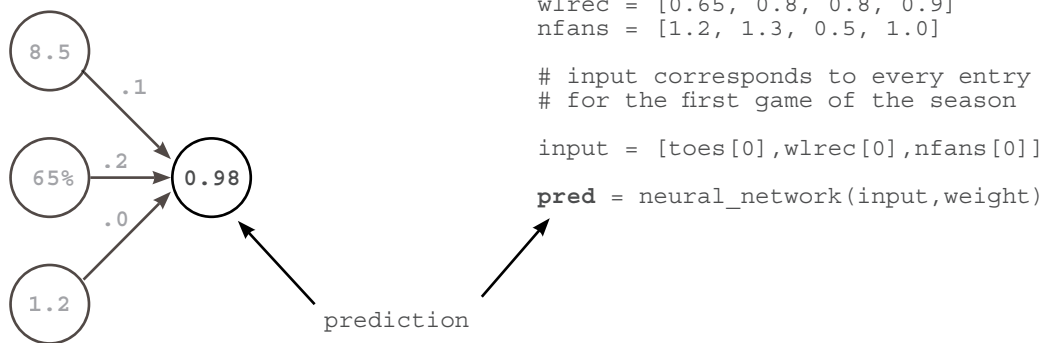 8.5
.1
65%
.2
0.98
.0
1.2
prediction
wlrec = [0.65, 0.8, 0.8, 0.9]
nfans = [1.2, 1.3, 0.5, 1.0]
# input corresponds to every entry
# for the first game of the season
input = [toes[0],wlrec[0],nfans[0]]
pred = neural_network(input,weight)